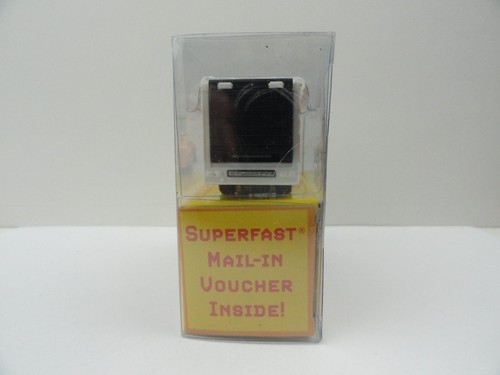 SUPERFAST®
MAIL-IN
VOUCHER
INSIDE!